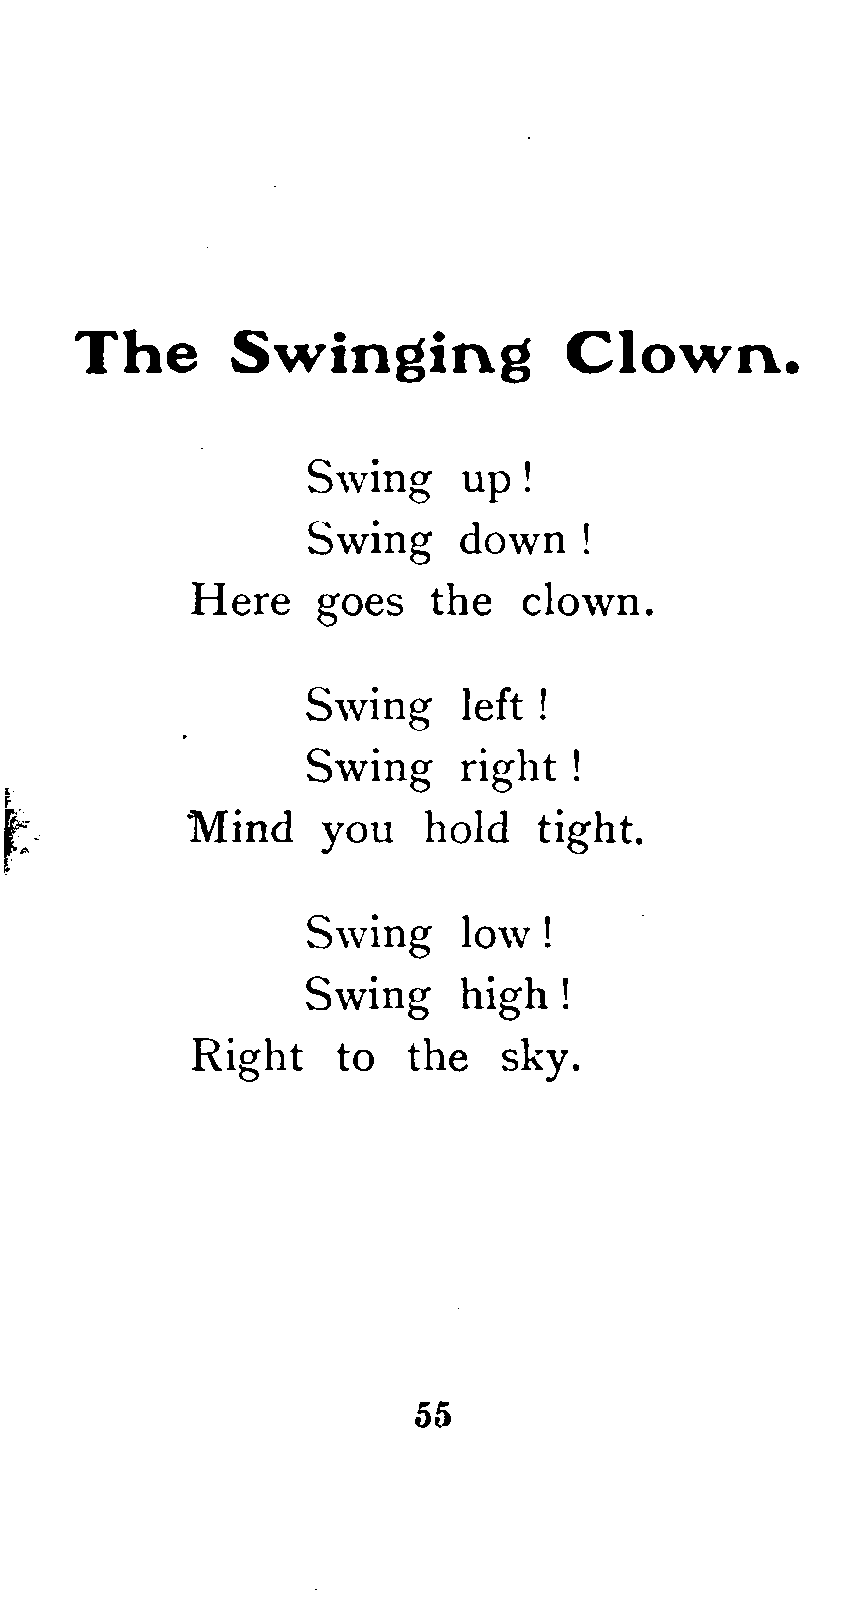 The Swinging Clown.
Swing up !
Swing down !
Here goes the clown.
Swing left !
Swing right !
Mind you hold tight.
Swing low !
Swing high !
Right to the sky.
55